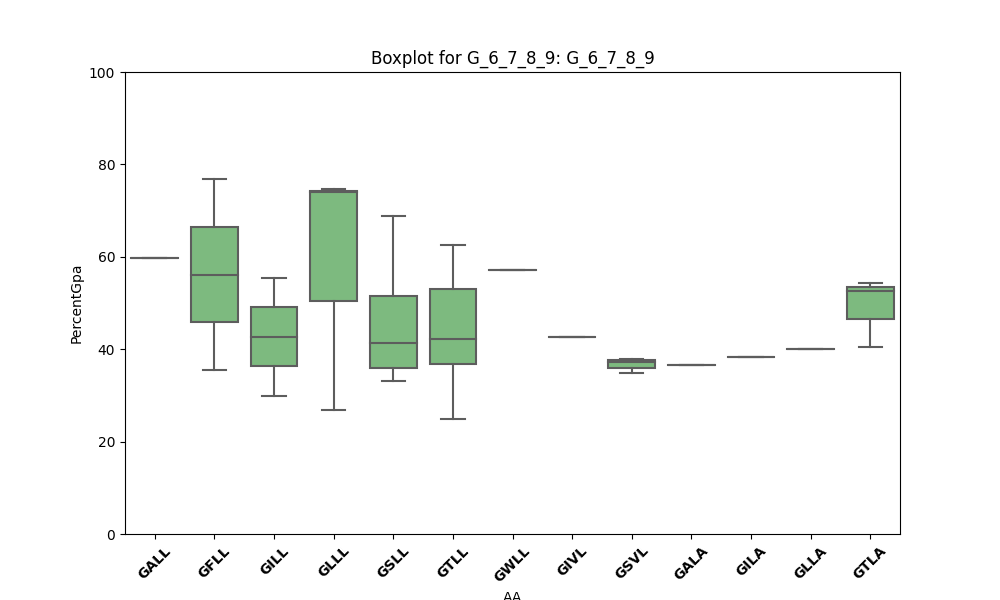 Boxplot for G_6_7_8_9: G_6_7_8_9
100
80
60
40
20
0
PercentGpa
GALL
GFLL
GILL
GLLL
GSLL
GTLL
GWLL
GIVL
GSVL
GALA
GILA
GLLA
GTLA
AA